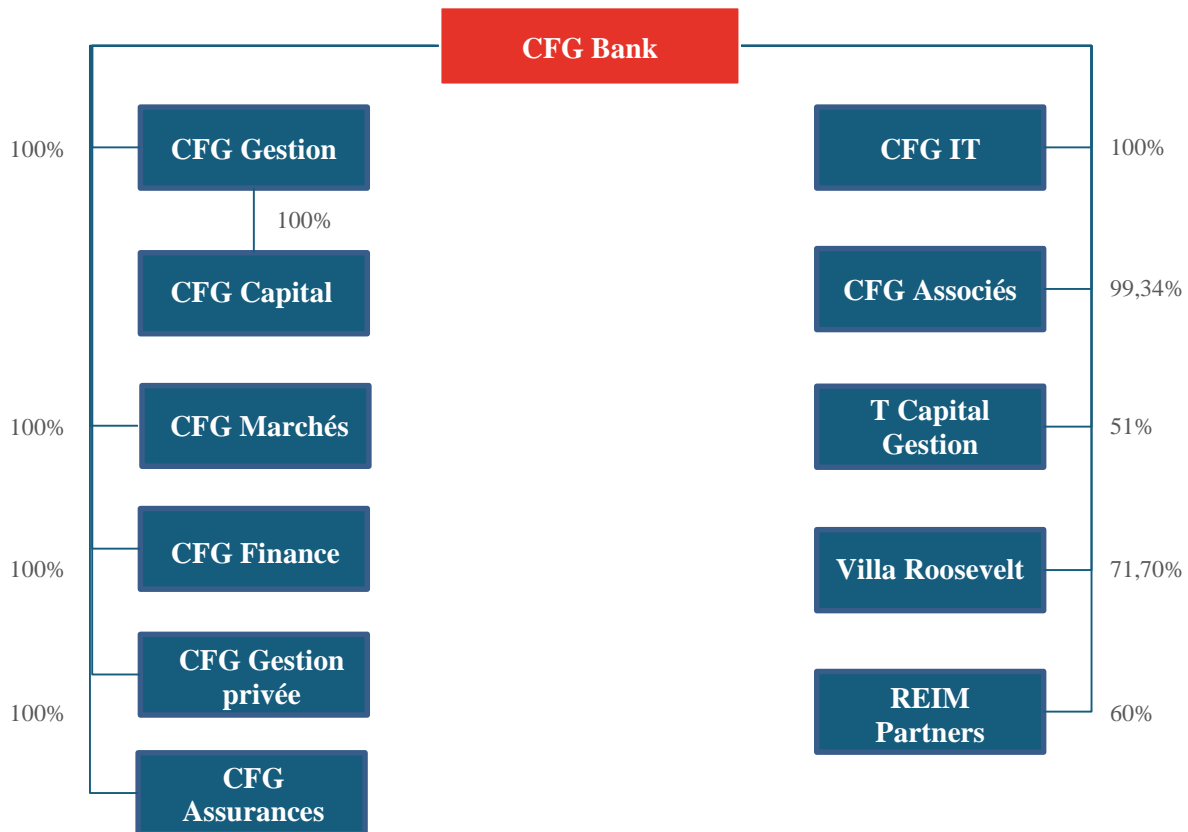 CFG Bank
100%
CFG Gestion
CFG IT
100%
100%
CFG Capital
CFG Associés
99,34%
100%
CFG Marchés
T Capital
Gestion
51%
CFG Finance
100%
Villa Roosevelt
71,70%
CFG Gestion
privée
100%
REIM
Partners
60%
CFG
Assurances